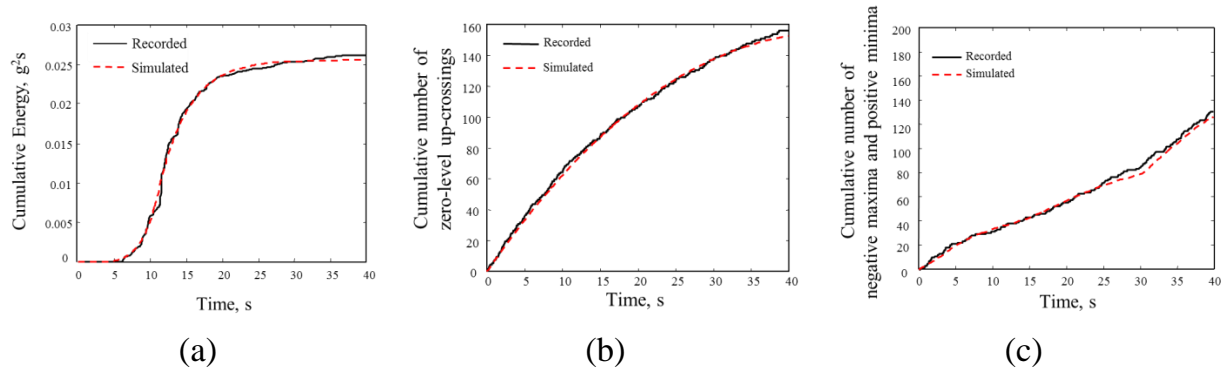 Cumulative Energy, g²s
0.03
0.025
0.02
0.015
0.01
0.005
0
Recorded
Simulated
0 5 10 15 20 25 30 35 40
Time, s
(a)
Cumulative number of
zero-level up-crossings
160
140
120
100
80
60
40
20
0
Recorded
Simulated
0 5 10 15 20 25 30 35 40
Time, s
(b)
Cumulative number of
negative maxima and positive minima
200
180
160
140
120
100
80
60
40
20
0
Recorded
Simulated
0 5 10 15 20 25 30 35 40
Time, s
(c)